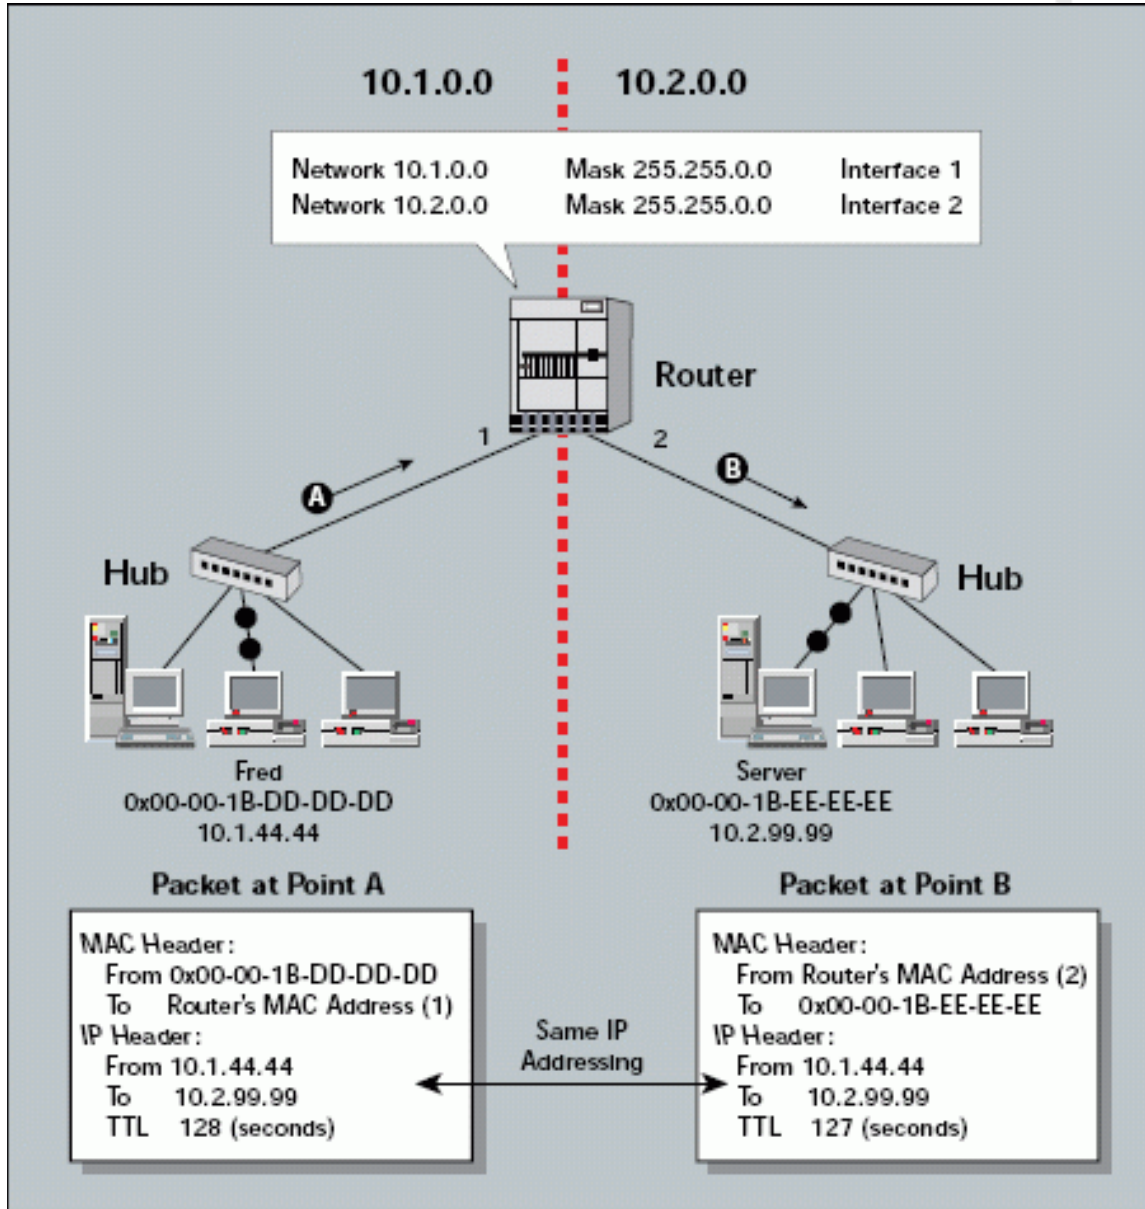 10.1.0.0 10.2.0.0
Network 10.1.0.0 Mask 255.255.0.0 Interface 1
Network 10.2.0.0 Mask 255.255.0.0 Interface 2
Router
1 2
A B
Hub Hub
Fred
0x00-00-1B-DD-DD-DD
10.1.44.44
Server
0x00-00-1B-EE-EE-EE
10.2.99.99
Packet at Point A
MAC Header:
From 0x00-00-1B-DD-DD-DD
To Router's MAC Address (1)
IP Header:
From 10.1.44.44
To 10.2.99.99
TTL 128 (seconds)
Same IP
Addressing
Packet at Point B
MAC Header:
From Router's MAC Address (2)
To 0x00-00-1B-EE-EE-EE
IP Header:
From 10.1.44.44
To 10.2.99.99
TTL 127 (seconds)